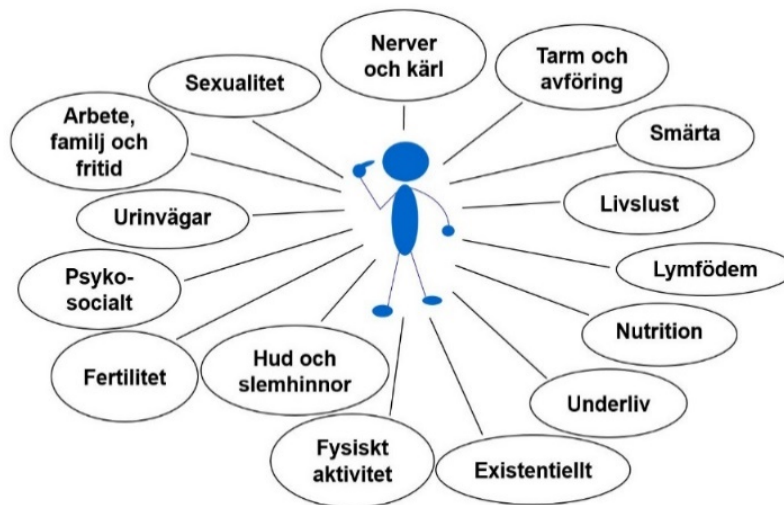 Nerver
och kärl
Tarm och
avföring
Sexualitet
Arbete,
familj och
fritid
Smärta
Urinvägar
Livslust
Psyko-
socialt
Lymfödem
Nutrition
Fertilitet
Hud och
slemhinnor
Underliv
Fysiskt
aktivitet
Existentiellt